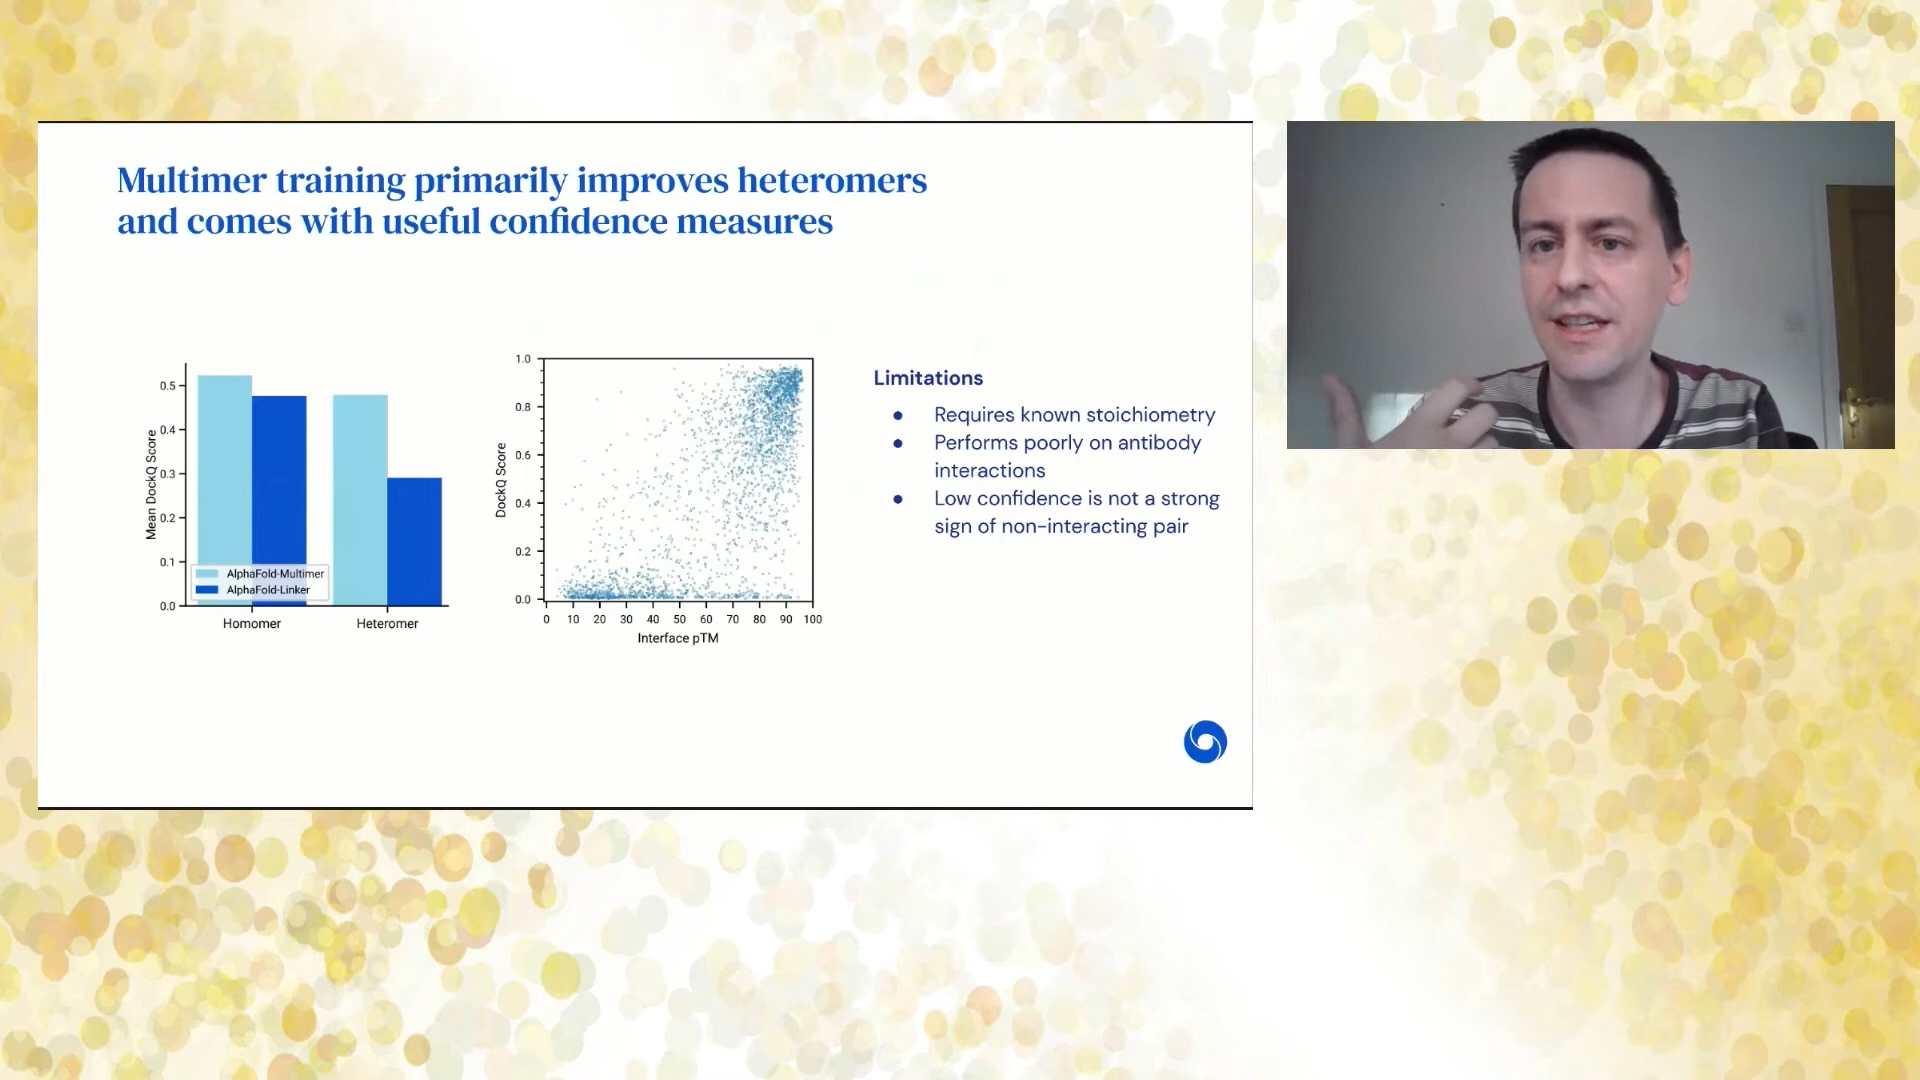 Multimer training primarily improves heteromers
and comes with useful confidence measures
Mean DockQ Score
0.5
0.4
0.3
0.2
0.1
0.0
AlphaFold-Multimer
AlphaFold-Linker
Homomer
Heteromer
DockQ Score
1.0
0.8
0.6
0.4
0.2
0.0
0 10 20 30 40 50 60 70 80 90 100
Interface pTM
Limitations
● Requires known stoichiometry
● Performs poorly on antibody
interactions
● Low confidence is not a strong
sign of non-interacting pair